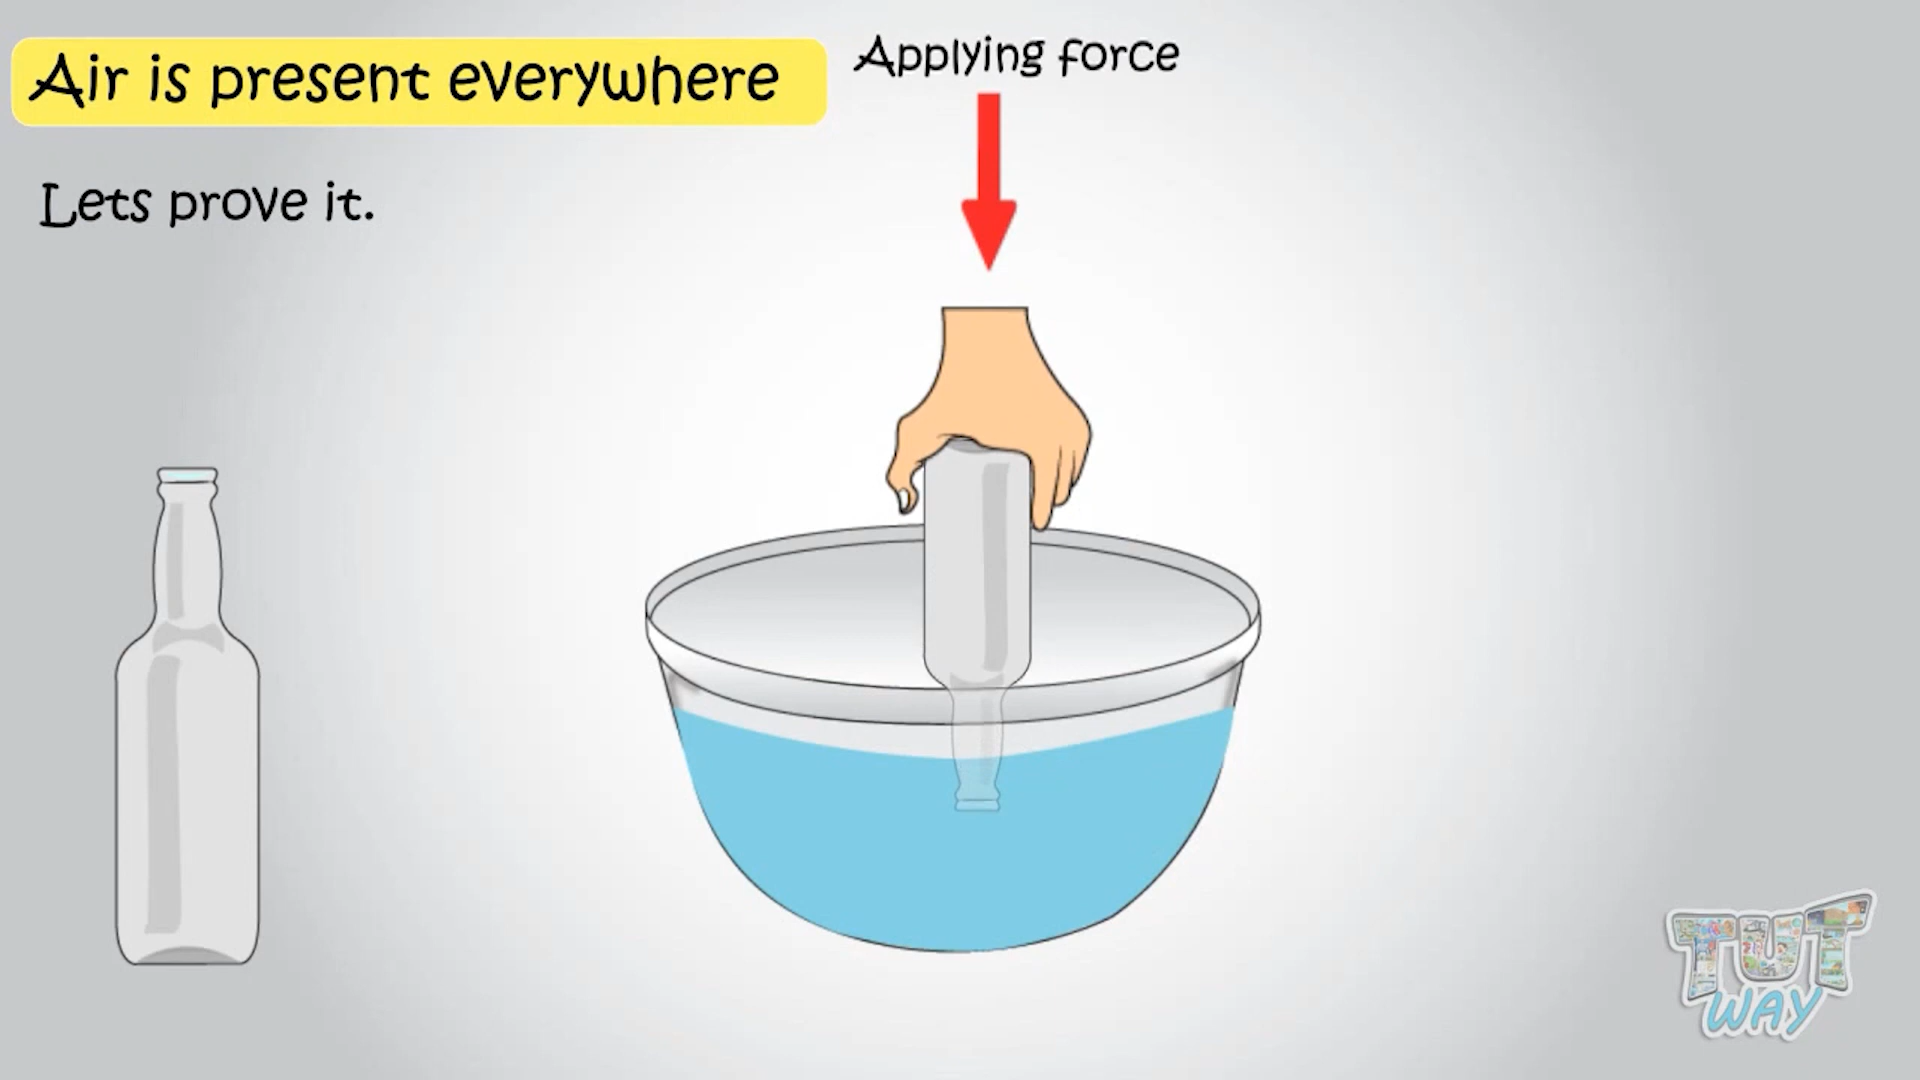 Air is present everywhere
Applying force
Lets prove it.
TUT
WAY